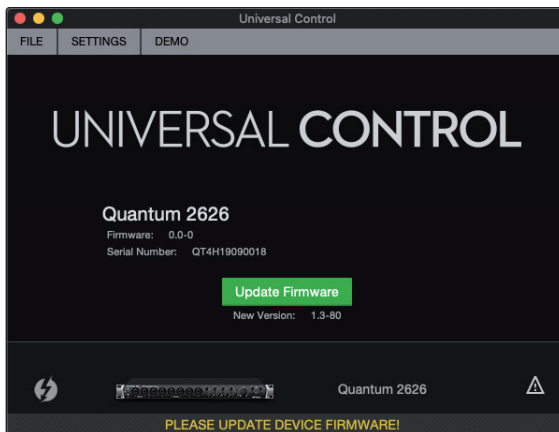 Universal Control
FILE SETTINGS DEMO
UNIVERSAL CONTROL
Quantum 2626
Firmware: 0.0-0
Serial Number: QT4H19090018
Update Firmware
New Version: 1.3-80
Quantum 2626
PLEASE UPDATE DEVICE FIRMWARE!